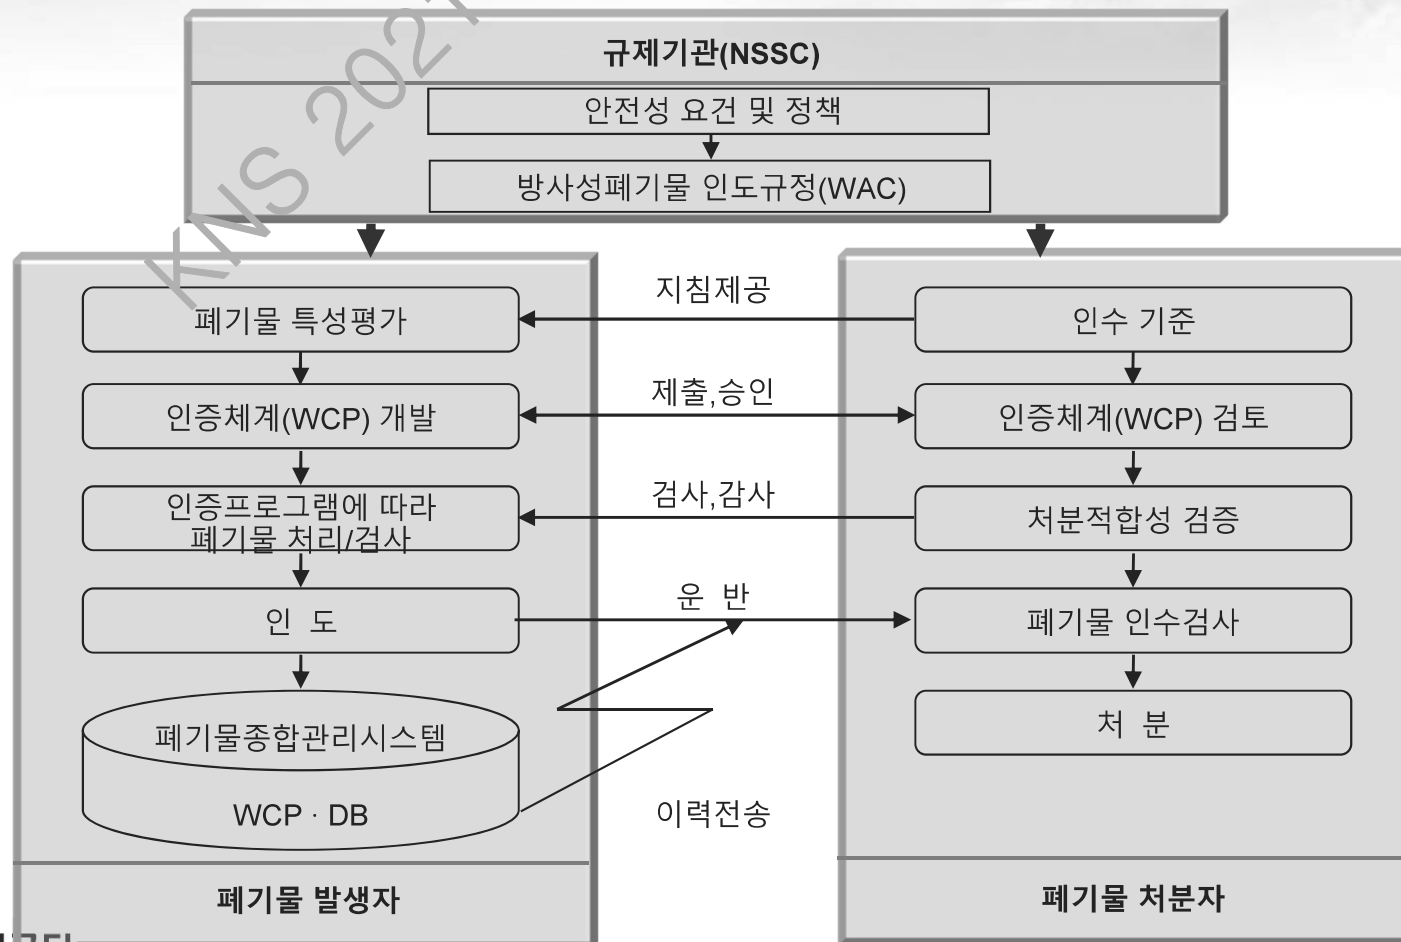 규제기관(NSSC)
안전성 요건 및 정책
방사성폐기물 인도규정(WAC)
KNS 2021
지침제공
폐기물 특성평가
인수 기준
제출,승인
인증체계(WCP) 개발
인증체계(WCP) 검토
검사,감사
인증프로그램에 따라
폐기물 처리/검사
처분적합성 검증
운 반
인 도
폐기물 인수검사
폐기물종합관리시스템
처 분
WCP · DB
이력전송
폐기물 발생자
폐기물 처분자